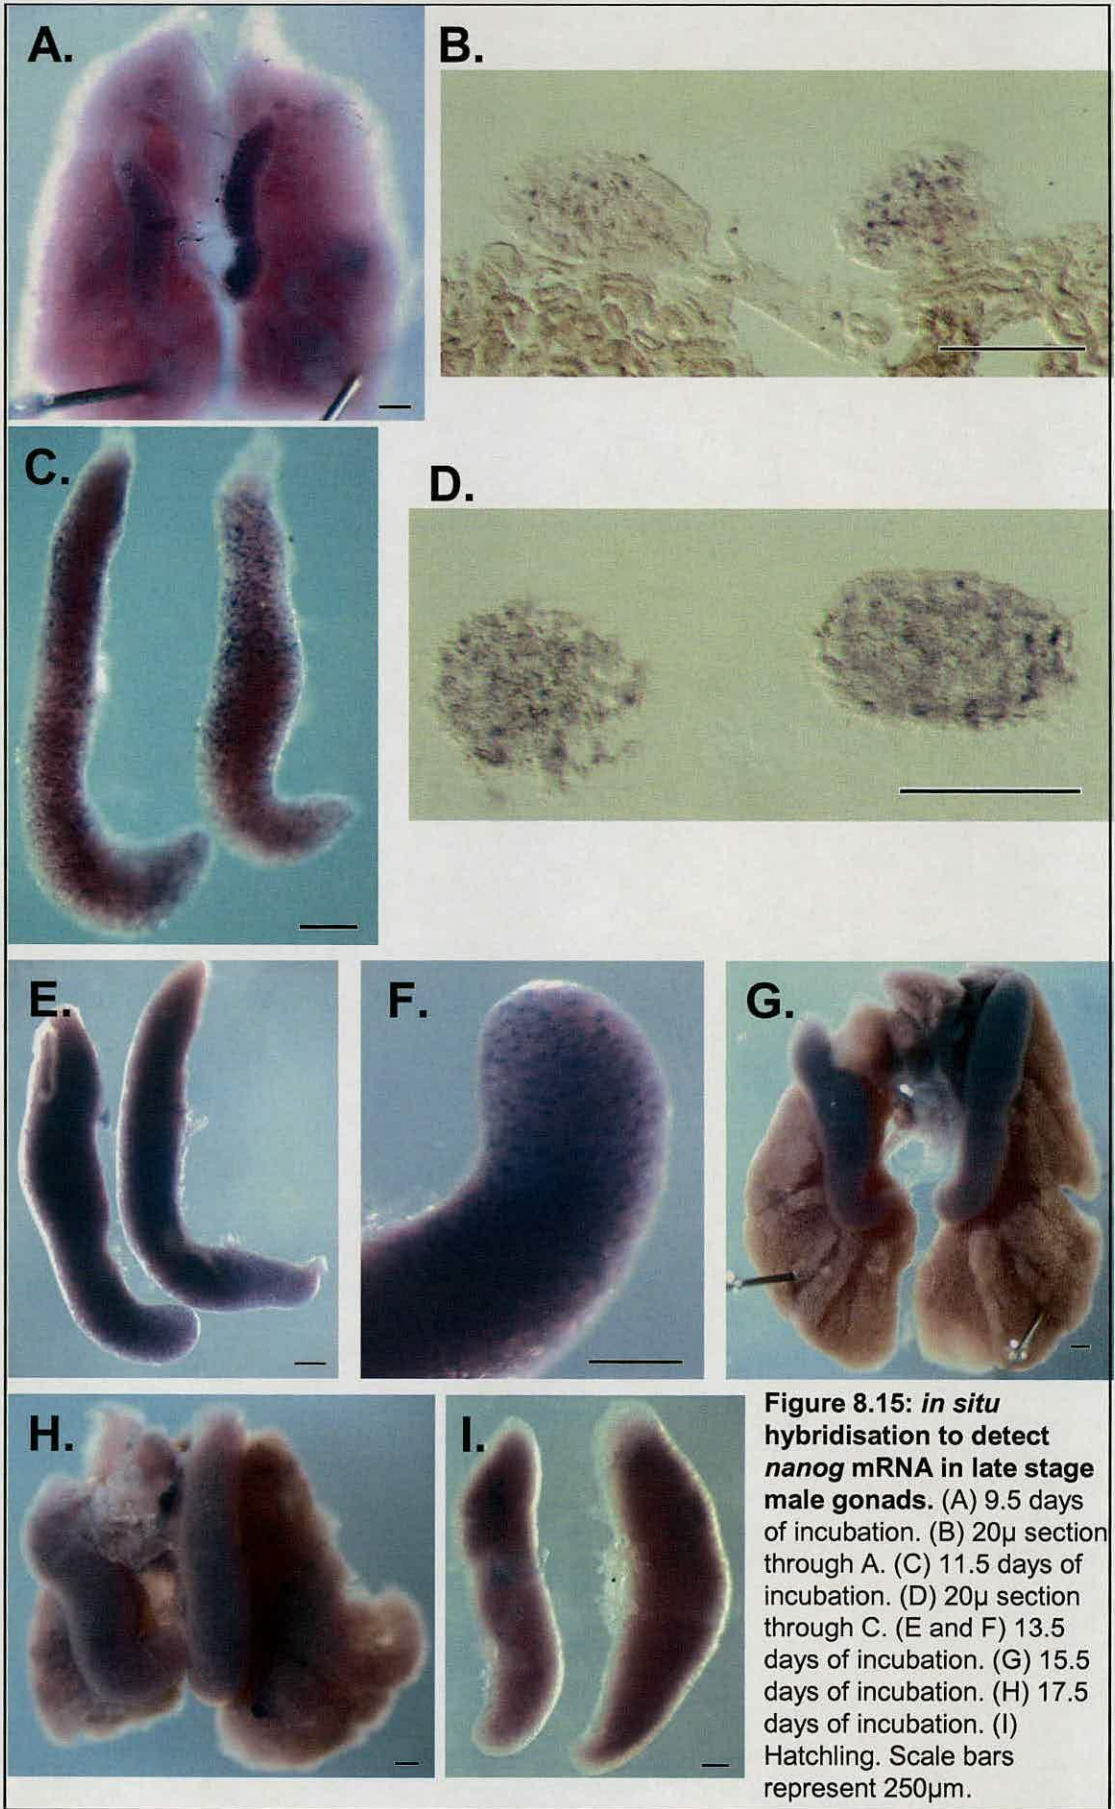 A.
B.
C.
D.
E.
F.
G.
H.
I.
Figure 8.15: in situ
hybridisation to detect
nanog mRNA in late stage
male gonads. (A) 9.5 days
of incubation. (B) 20µ section
through A. (C) 11.5 days of
incubation. (D) 20µ section
through C. (E and F) 13.5
days of incubation. (G) 15.5
days of incubation. (H) 17.5
days of incubation. (I)
Hatchling. Scale bars
represent 250µm.